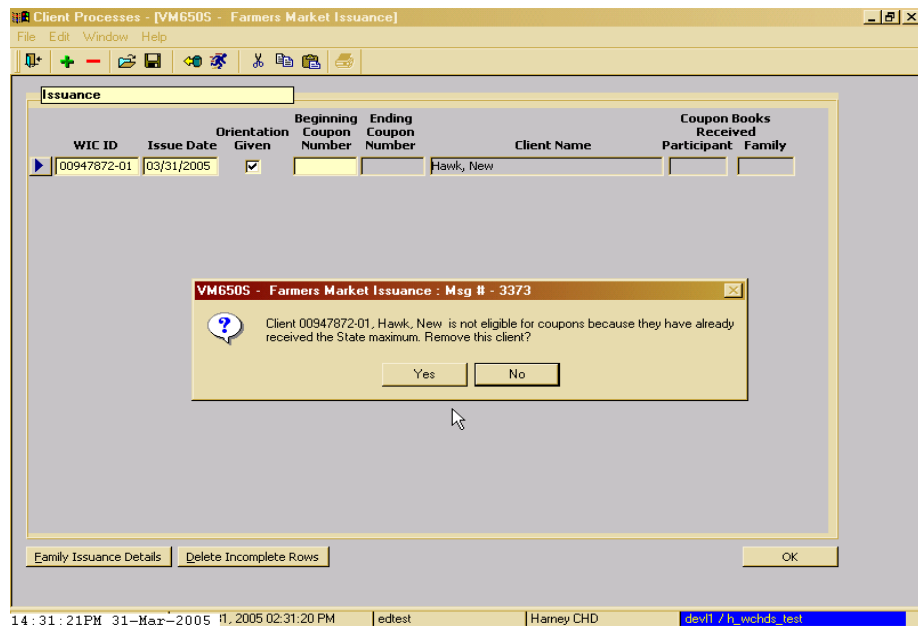 Client Processes - [VM650S - Farmers Market Issuance]
File Edit Window Help
Issuance
WIC ID
Issue Date
Orientation Given
Beginning Coupon Number
Ending Coupon Number
Client Name
Coupon Books Received
Participant Family
00947872-01 03/31/2005 Hawk, New
VM650S - Farmers Market Issuance : Msg # - 3373
Client 00947872-01, Hawk, New is not eligible for coupons because they have already
received the State maximum. Remove this client?
Yes No
Family Issuance Details Delete Incomplete Rows OK
14:31:21PM 31-Mar-2005 1, 2005 02:31:20 PM edtest Harney CHD devl1 / h_wchds_test